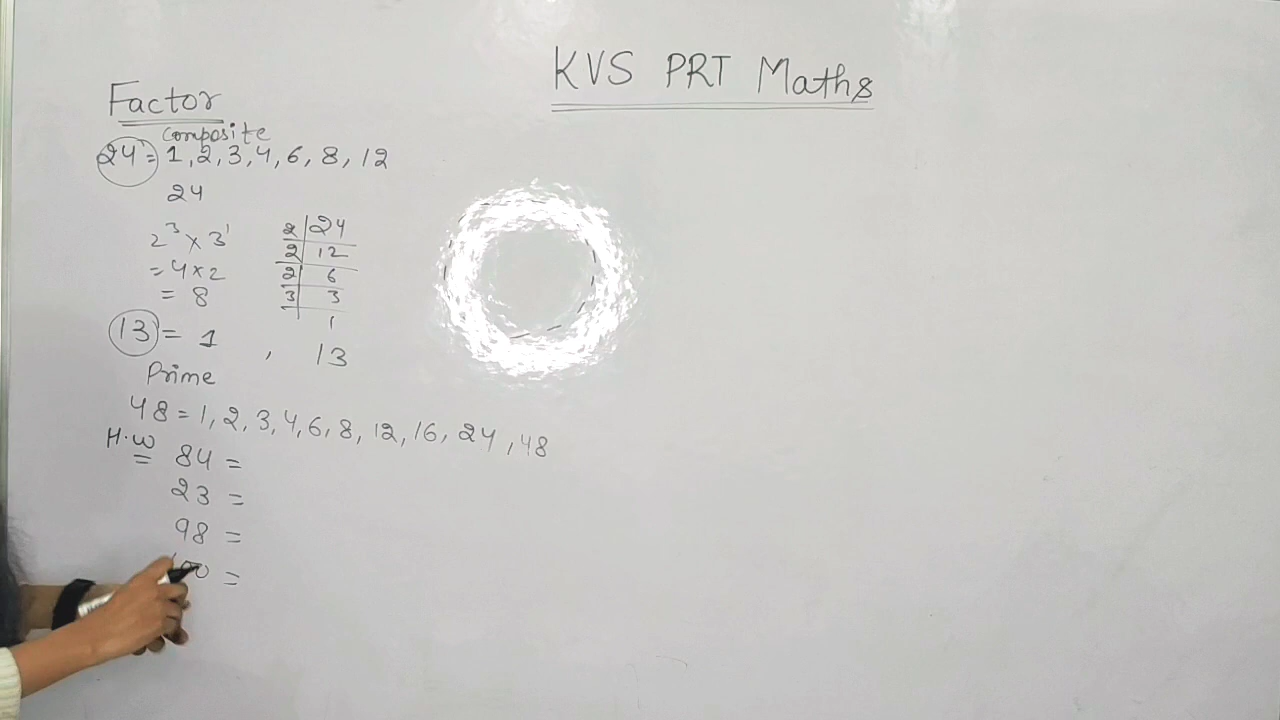 KVS PRT Maths
Factor
Composite
24 = 1, 2, 3, 4, 6, 8, 12
24
2³ × 3¹
= 4 × 2
= 8
2 | 24
2 | 12
2 | 6
3 | 3
1
13 = 1 , 13
Prime
48 = 1, 2, 3, 4, 6, 8, 12, 16, 24, 48
H.W
84 =
23 =
98 =
=